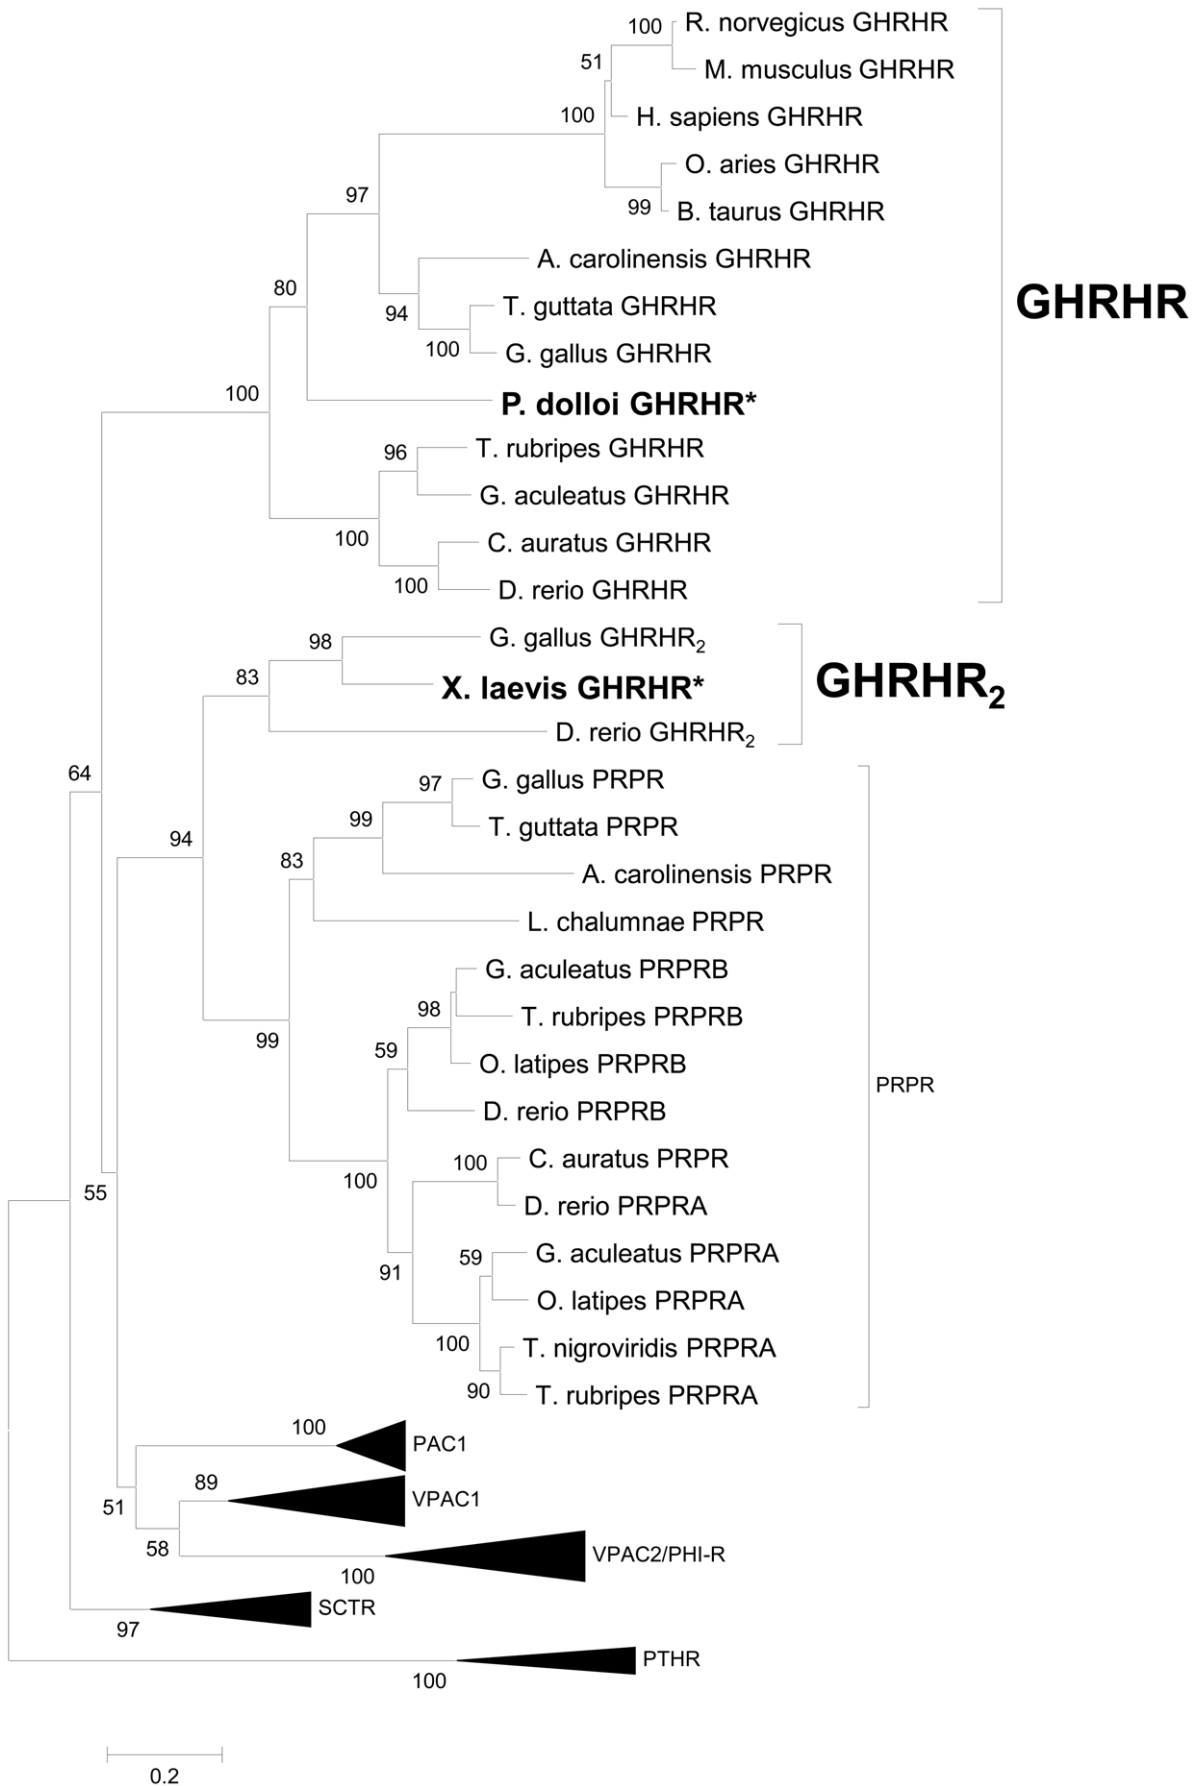 100
R. norvegicus GHRHR
51
M. musculus GHRHR
100
H. sapiens GHRHR
O. aries GHRHR
97
99
B. taurus GHRHR
A. carolinensis GHRHR
80
94
T. guttata GHRHR
GHRHR
100
G. gallus GHRHR
100
P. dolloi GHRHR*
96
T. rubripes GHRHR
G. aculeatus GHRHR
100
C. auratus GHRHR
100
D. rerio GHRHR
98
G. gallus GHRHR₂
83
X. laevis GHRHR*
GHRHR₂
D. rerio GHRHR₂
64
97
G. gallus PRPR
99
T. guttata PRPR
94
83
A. carolinensis PRPR
L. chalumnae PRPR
G. aculeatus PRPRB
98
T. rubripes PRPRB
99
59
O. latipes PRPRB
PRPR
D. rerio PRPRB
100
C. auratus PRPR
100
55
D. rerio PRPRA
59
G. aculeatus PRPRA
91
O. latipes PRPRA
100
T. nigroviridis PRPRA
90
T. rubripes PRPRA
100
PAC1
89
VPAC1
51
58
VPAC2/PHI-R
100
SCTR
97
PTHR
100
0.2